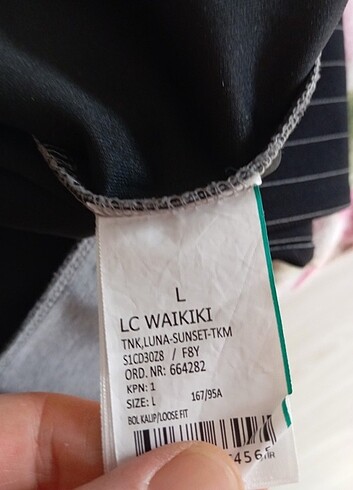 L
LC WAIKIKI
TNK,LUNA-SUNSET-TKM
S1CD30Z8 / F8Y
ORD. NR: 664282
KPN: 1
SIZE: L 167/95A
BOL KALIP/LOOSE FIT
456